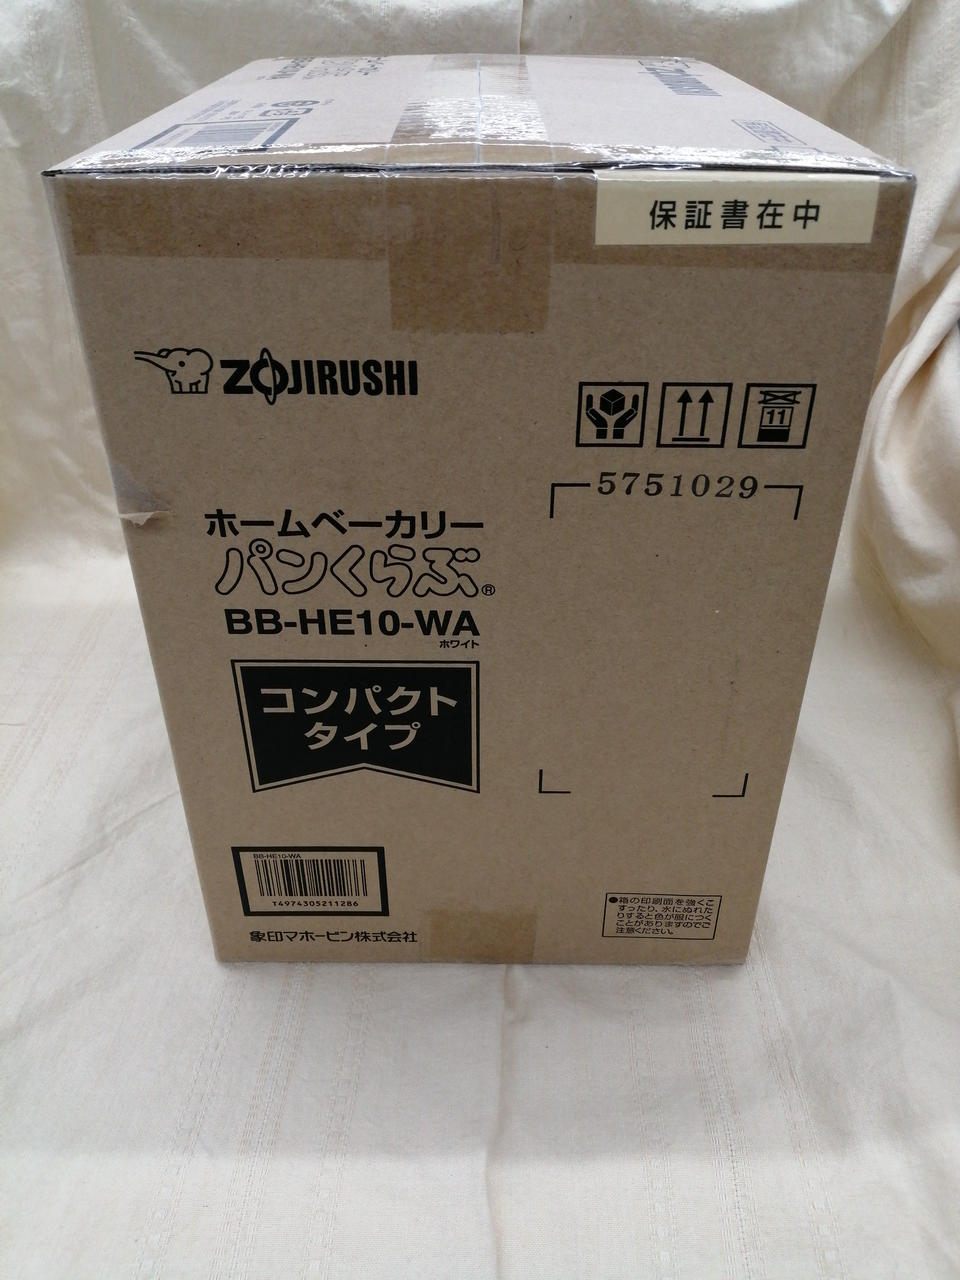 保証書在中
ZOJIRUSHI
11
5751029
ホームベーカリー
パンくらぶ®
BB-HE10-WA
ホワイト
コンパクト
タイプ
BB-HE10-WA
T4974305211286
象印マホービン株式会社
●箱の印刷面を強くこ
すったり、水にぬれた
りすると色が服につく
ことがありますのでご
注意ください。